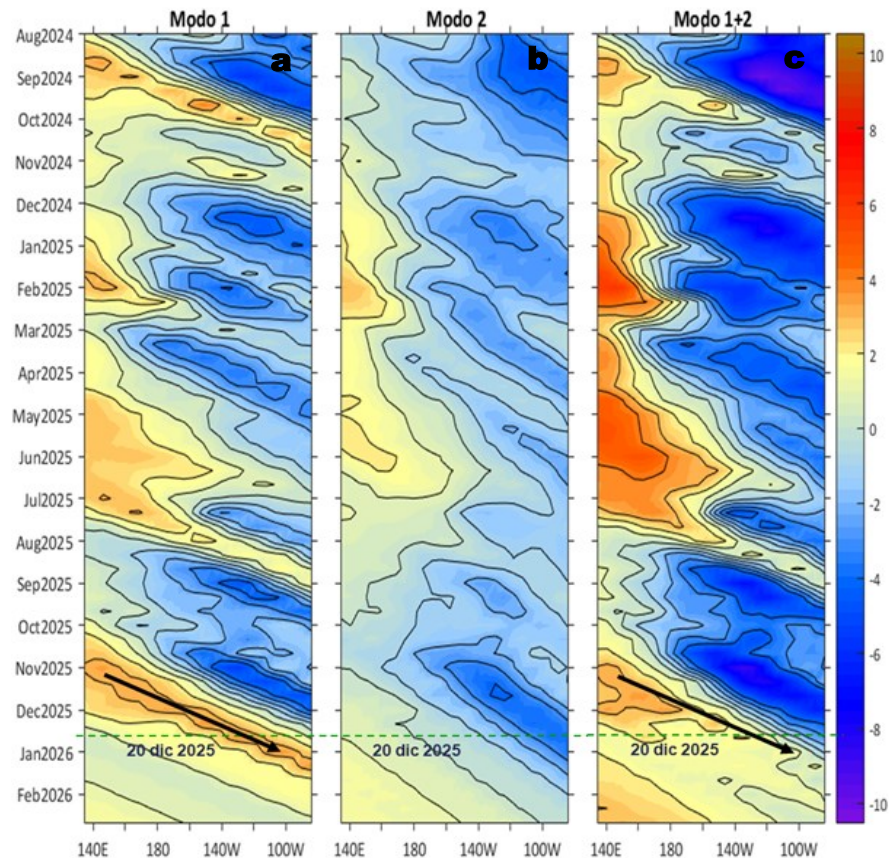 Modo 1 Modo 2 Modo 1+2
a b c
Aug2024
Sep2024
Oct2024
Nov2024
Dec2024
Jan2025
Feb2025
Mar2025
Apr2025
May2025
Jun2025
Jul2025
Aug2025
Sep2025
Oct2025
Nov2025
Dec2025
Jan2026
Feb2026
20 dic 2025 20 dic 2025 20 dic 2025
140E 180 140W 100W 140E 180 140W 100W 140E 180 140W 100W
10
8
6
4
2
0
-2
-4
-6
-8
-10